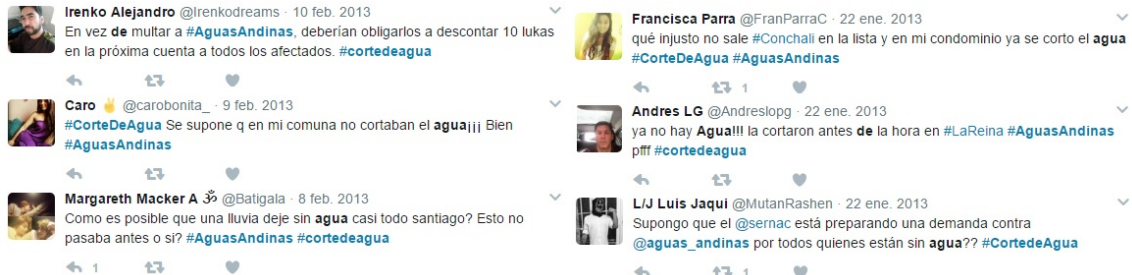 Irenko Alejandro @Irenkodreams · 10 feb. 2013
En vez de multar a #AguasAndinas, deberían obligarlos a descontar 10 lukas
en la próxima cuenta a todos los afectados. #cortedeagua
Caro ✌ @carobonita_ · 9 feb. 2013
#CorteDeAgua Se supone q en mi comuna no cortaban el agua¡¡¡ Bien
#AguasAndinas
Margareth Macker A ॐ @Batigala · 8 feb. 2013
Como es posible que una lluvia deje sin agua casi todo santiago? Esto no
pasaba antes o si? #AguasAndinas #cortedeagua
1
Francisca Parra @FranParraC · 22 ene. 2013
qué injusto no sale #Conchali en la lista y en mi condominio ya se corto el agua
#CorteDeAgua #AguasAndinas
1
Andres LG @Andreslopg · 22 ene. 2013
ya no hay Agua!!! la cortaron antes de la hora en #LaReina #AguasAndinas
pfff #cortedeagua
L/J Luis Jaqui @MutanRashen · 22 ene. 2013
Supongo que el @sernac está preparando una demanda contra
@aguas_andinas por todos quienes están sin agua?? #CortedeAgua
1